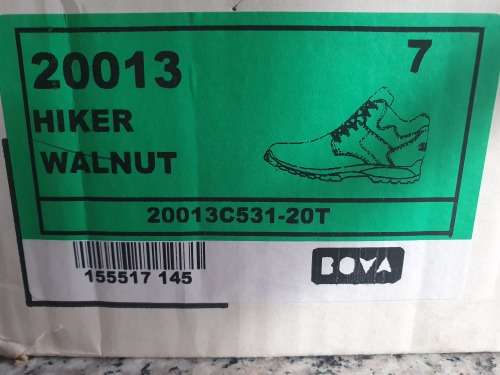 20013
7
HIKER
WALNUT
20013C531-20T
155517 145
BOVA